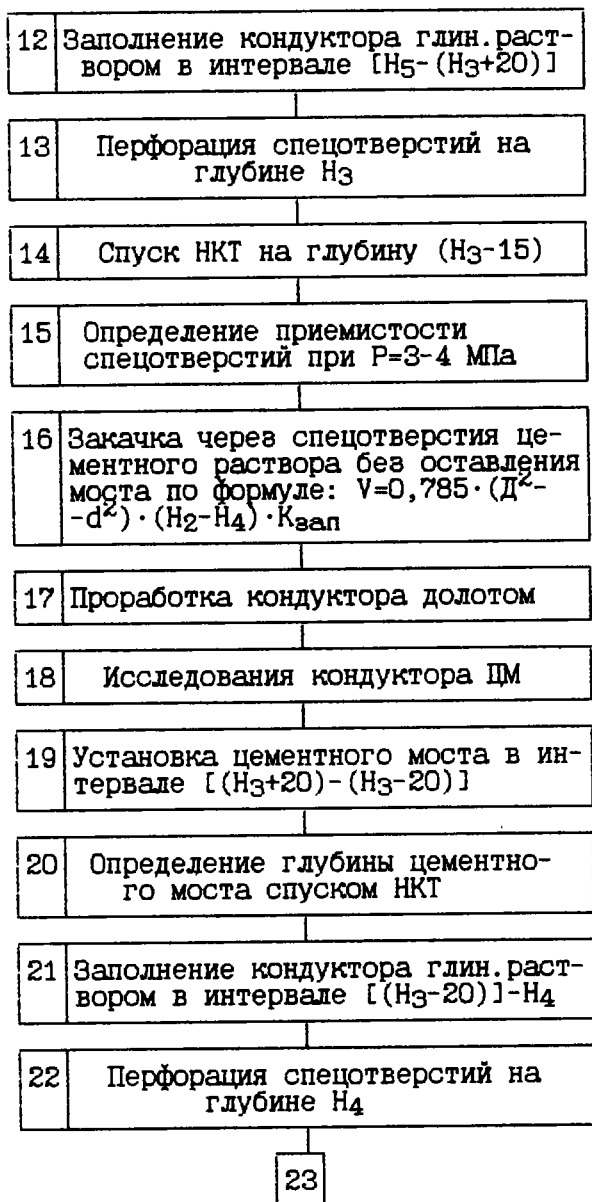 12 Заполнение кондуктора глин.раст-
вором в интервале [H₅-(H₃+20)]
13 Перфорация спецотверстий на
глубине H₃
14 Спуск НКТ на глубину (H₃-15)
15 Определение приемистости
спецотверстий при P=3-4 МПа
16 Закачка через спецотверстия це-
ментного раствора без оставления
моста по формуле: V=0,785·(Д²-
-d²)·(H₂-H₄)·Kзап
17 Проработка кондуктора долотом
18 Исследования кондуктора ЦМ
19 Установка цементного моста в ин-
тервале [(H₃+20)-(H₃-20)]
20 Определение глубины цементно-
го моста спуском НКТ
21 Заполнение кондуктора глин.раст-
вором в интервале [(H₃-20)]-H₄
22 Перфорация спецотверстий на
глубине H₄
23